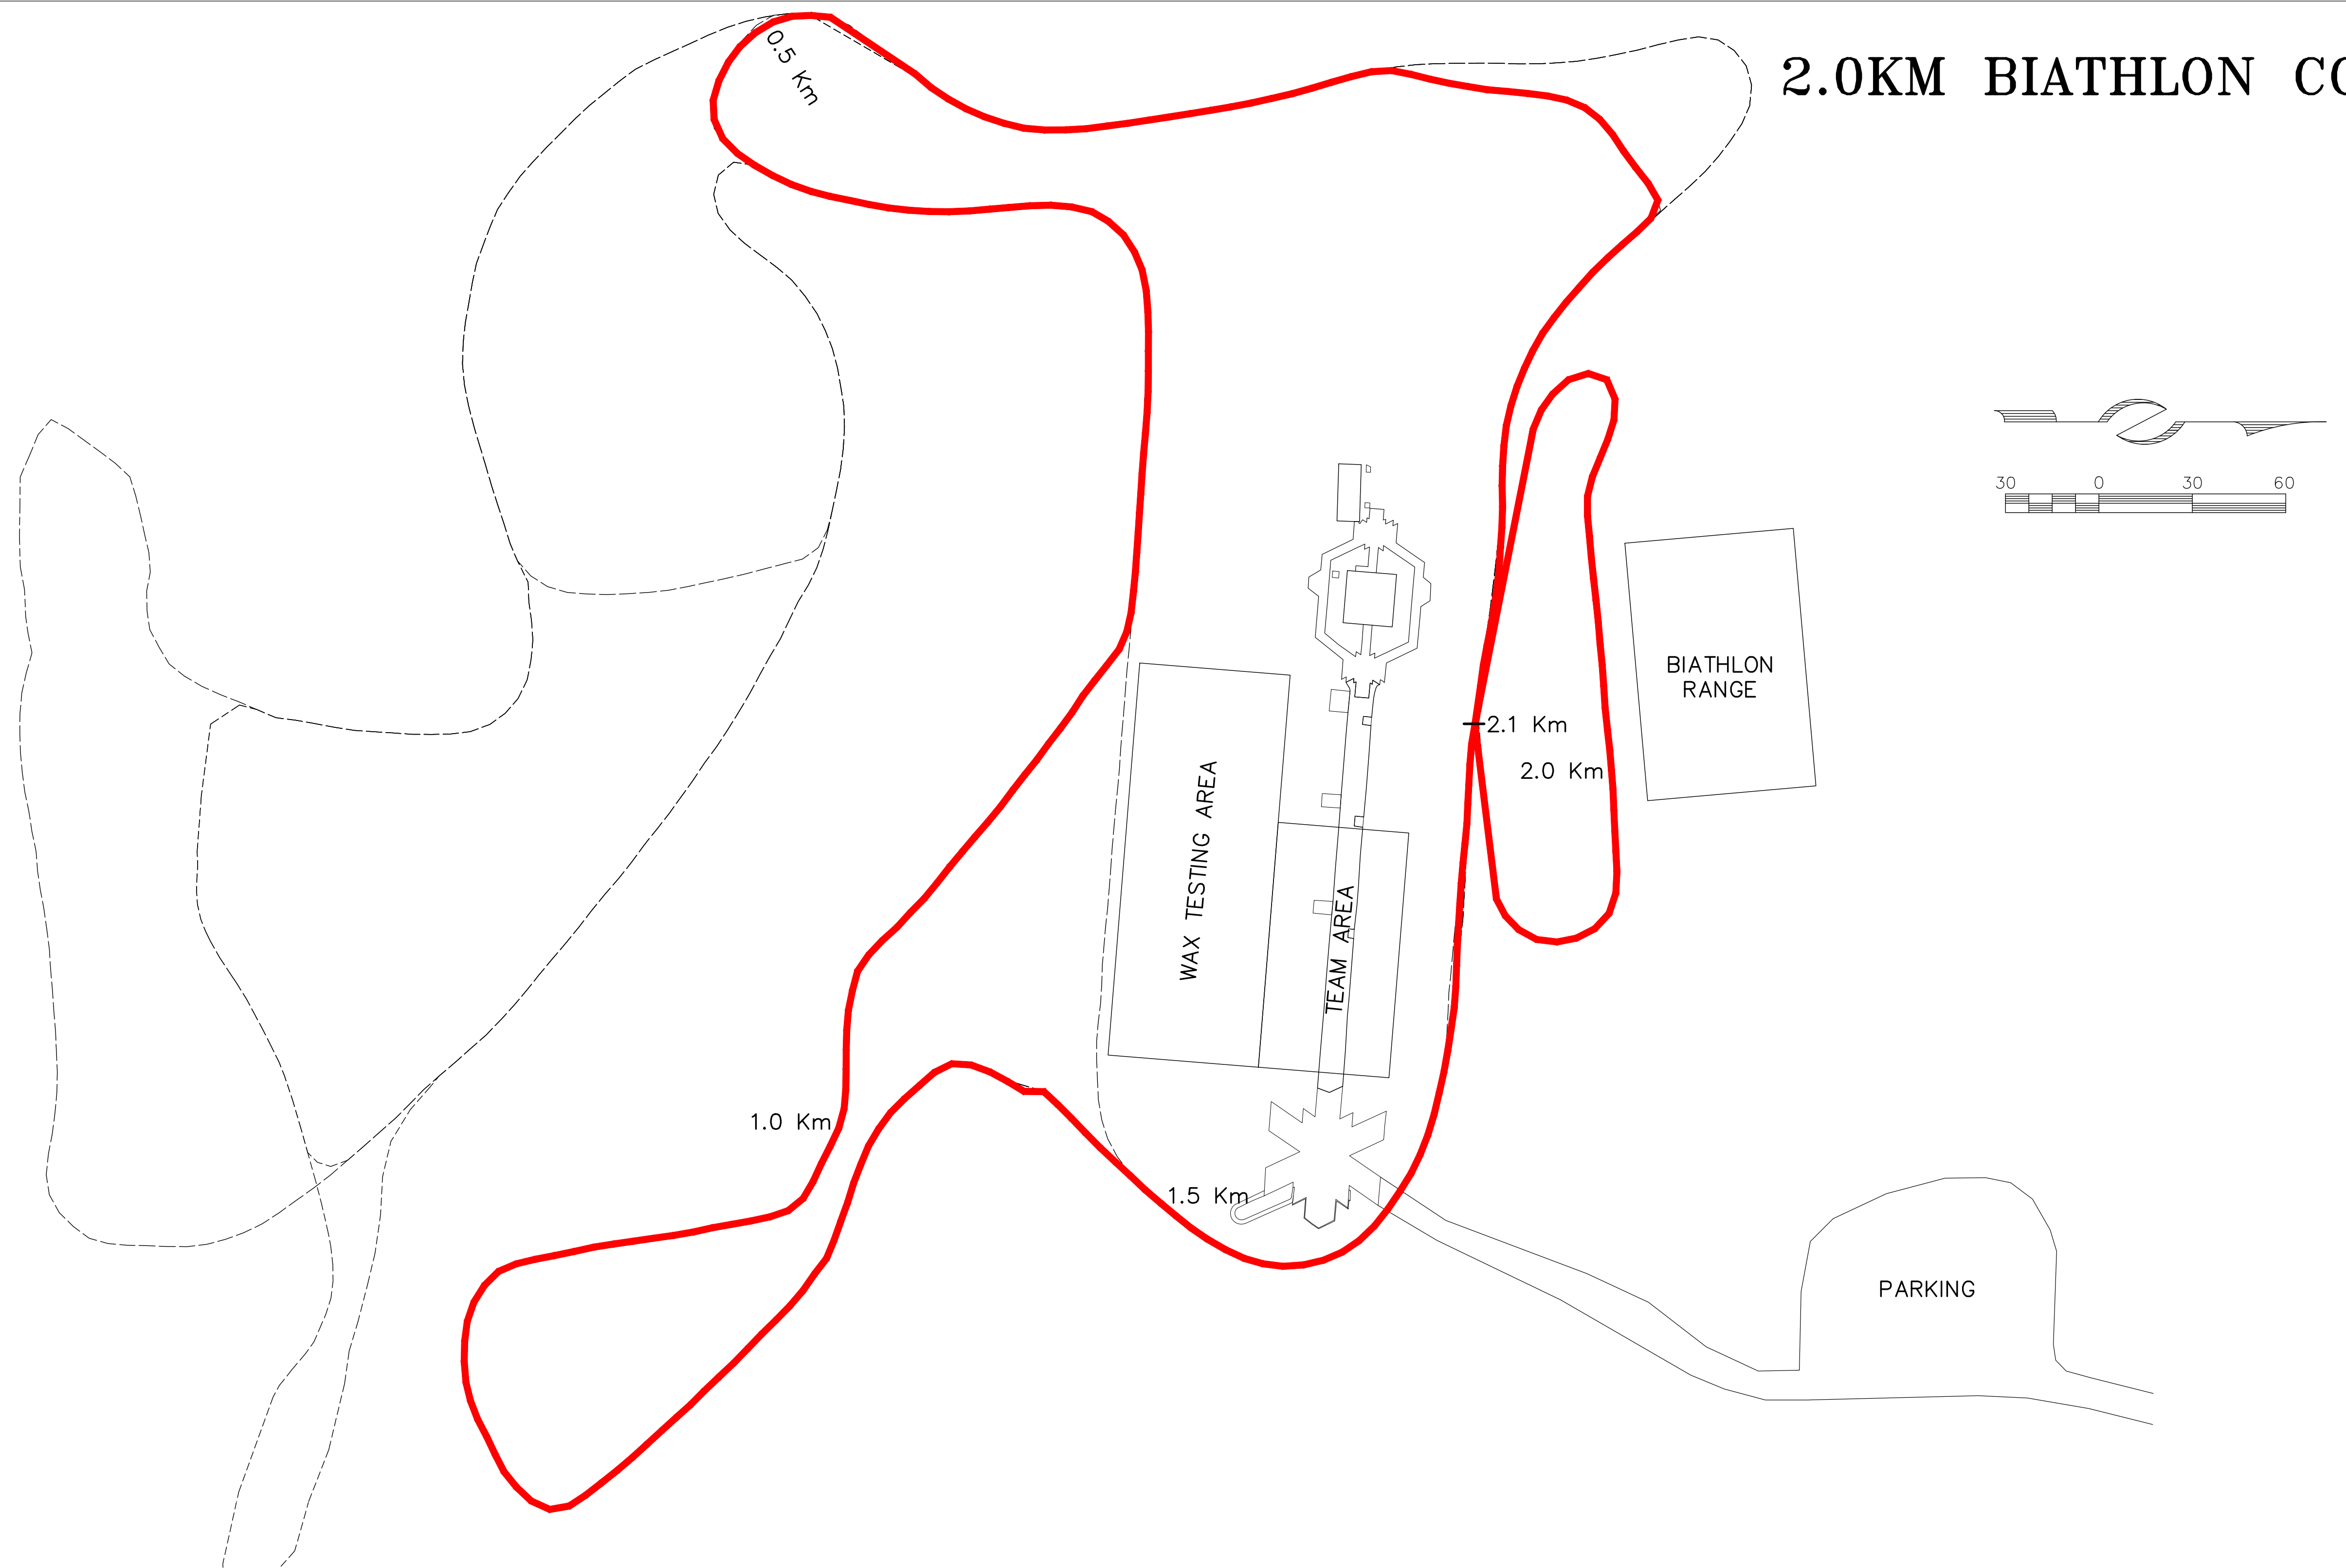 0.5 Km
2.0KM BIATHLON CO
30 0 30 60
BIATHLON
RANGE
2.1 Km
2.0 Km
WAX TESTING AREA
TEAM AREA
1.0 Km
1.5 Km
PARKING